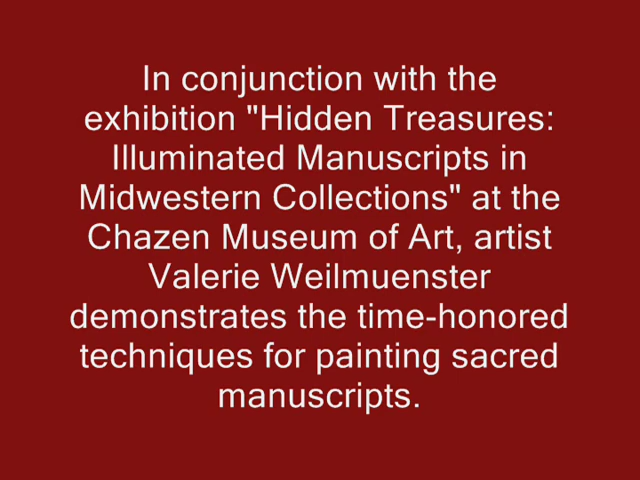 In conjunction with the
exhibition "Hidden Treasures:
Illuminated Manuscripts in
Midwestern Collections" at the
Chazen Museum of Art, artist
Valerie Weilmuenster
demonstrates the time-honored
techniques for painting sacred
manuscripts.